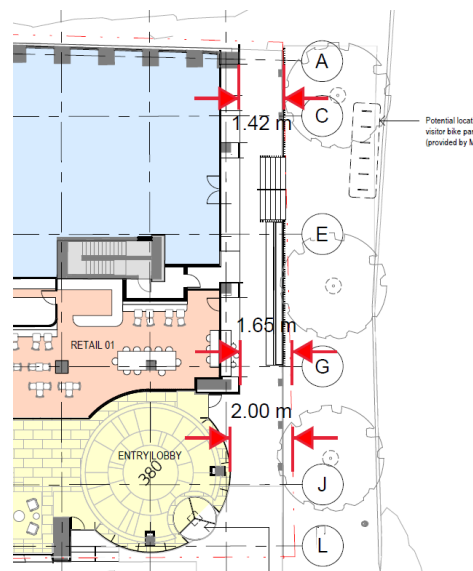 A
1.42 m
C
Potential locat
visitor bike par
(provided by M
E
1.65 m
RETAIL 01
G
2.00 m
ENTRY LOBBY
380
J
L